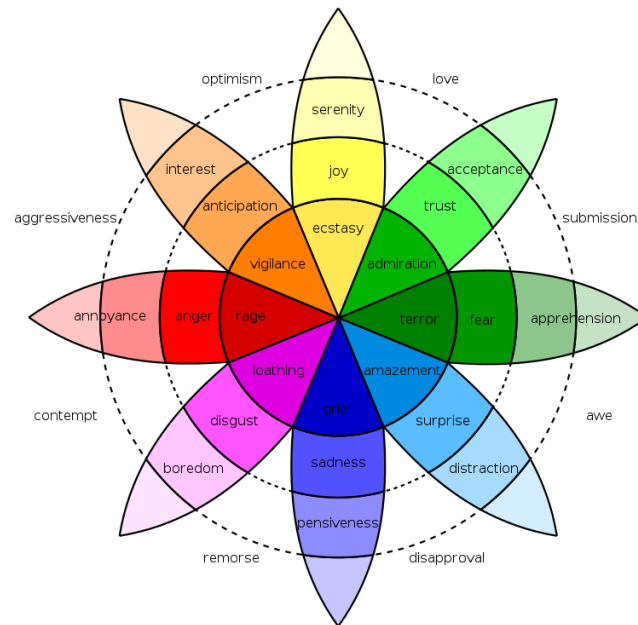 optimism
love
serenity
interest
acceptance
joy
anticipation
trust
aggressiveness
submission
ecstasy
vigilance
admiration
annoyance
anger
rage
terror
fear
apprehension
loathing
amazement
grief
contempt
awe
disgust
surprise
boredom
sadness
distraction
pensiveness
remorse
disapproval